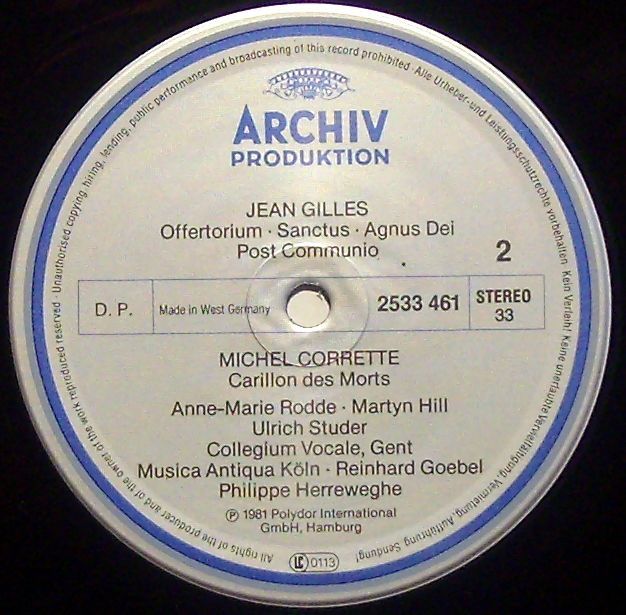 All rights of the producer and of the owner of the work reproduced reserved · Unauthorised copying, hiring, lending, public performance and broadcasting of this record prohibited · Alle Urheber-und Leistungsschutzrechte vorbehalten · Kein Verleih! Keine unerlaubte Vervielfältigung, Vermietung, Aufführung, Sendung!
ARCHIV
PRODUKTION
JEAN GILLES
Offertorium · Sanctus · Agnus Dei
Post Communio
2
D. P.
Made in West Germany
2533 461
STEREO
33
MICHEL CORRETTE
Carillon des Morts
Anne-Marie Rodde · Martyn Hill
Ulrich Studer
Collegium Vocale, Gent
Musica Antiqua Köln · Reinhard Goebel
Philippe Herreweghe
℗ 1981 Polydor International
GmbH, Hamburg
LC 0113